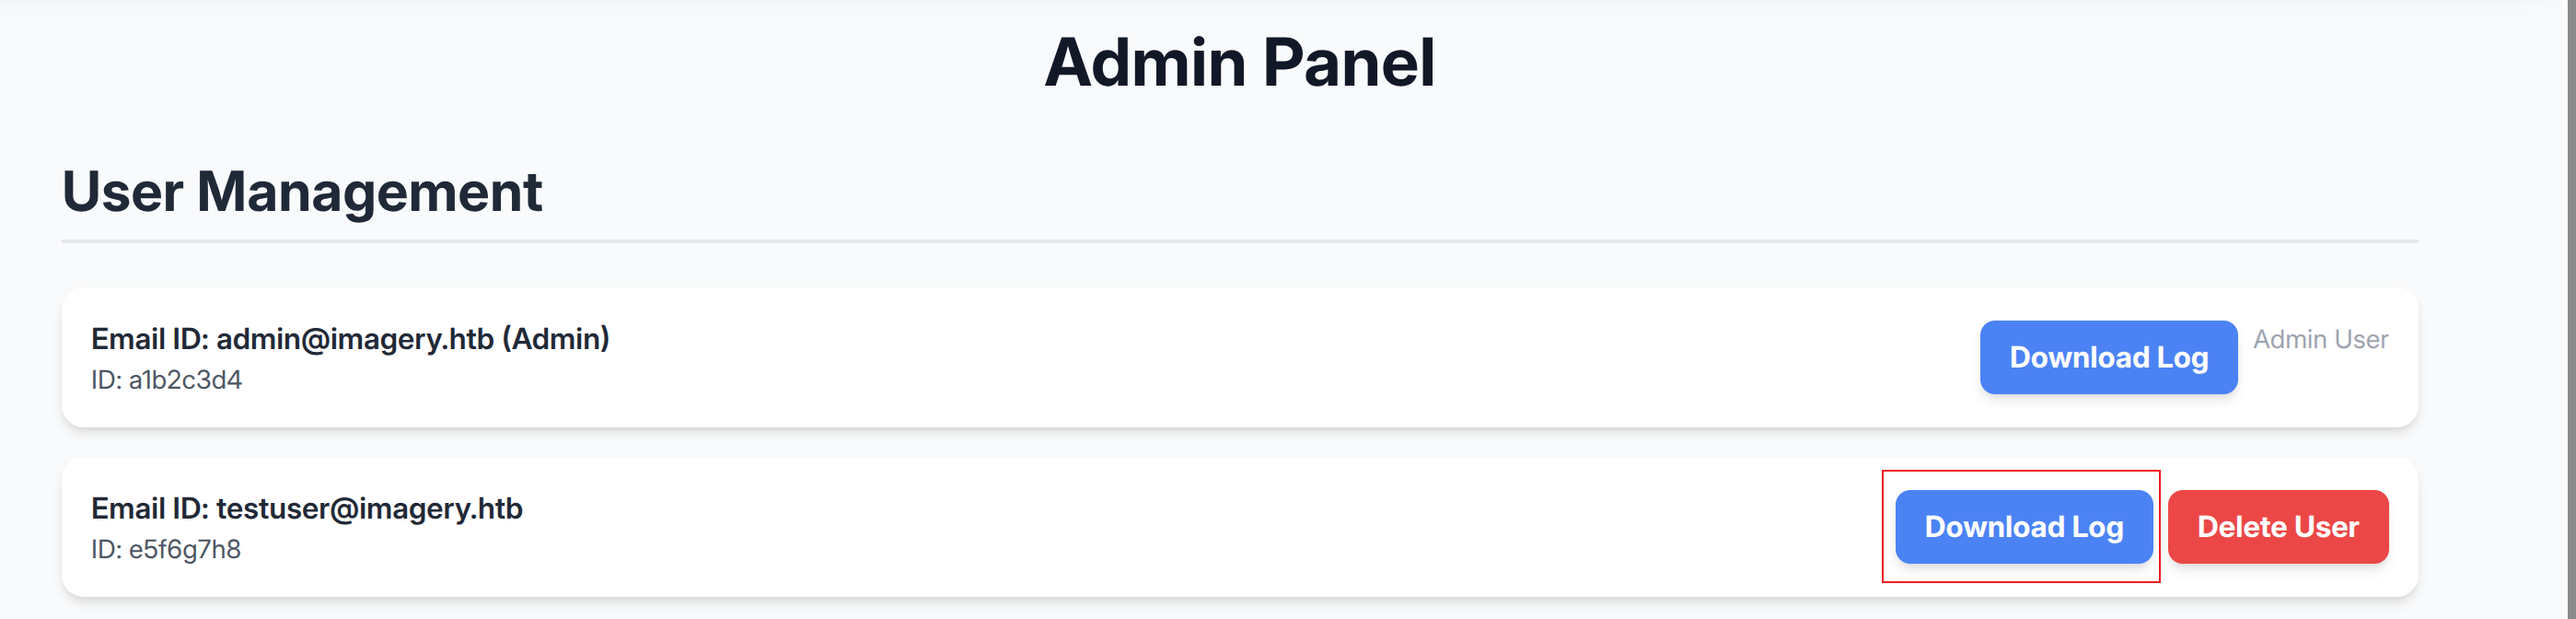 Admin Panel
User Management
Email ID: admin@imagery.htb (Admin)
ID: a1b2c3d4
Download Log
Admin User
Email ID: testuser@imagery.htb
ID: e5f6g7h8
Download Log
Delete User